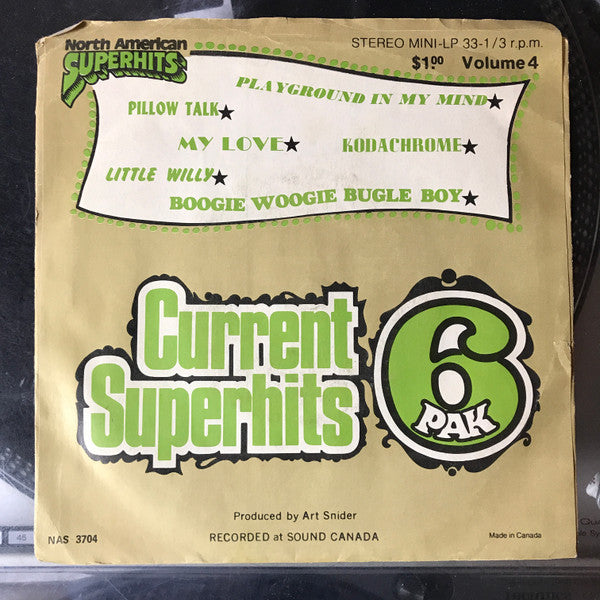 North American
SUPERHITS
STEREO MINI-LP 33-1/3 r.p.m.
$1.00 Volume 4
PLAYGROUND IN MY MIND★
PILLOW TALK★
MY LOVE★ KODACHROME★
LITTLE WILLY★
BOOGIE WOOGIE BUGLE BOY★
Current
Superhits
6
PAK
Produced by Art Snider
NAS 3704
RECORDED at SOUND CANADA
Made in Canada
45